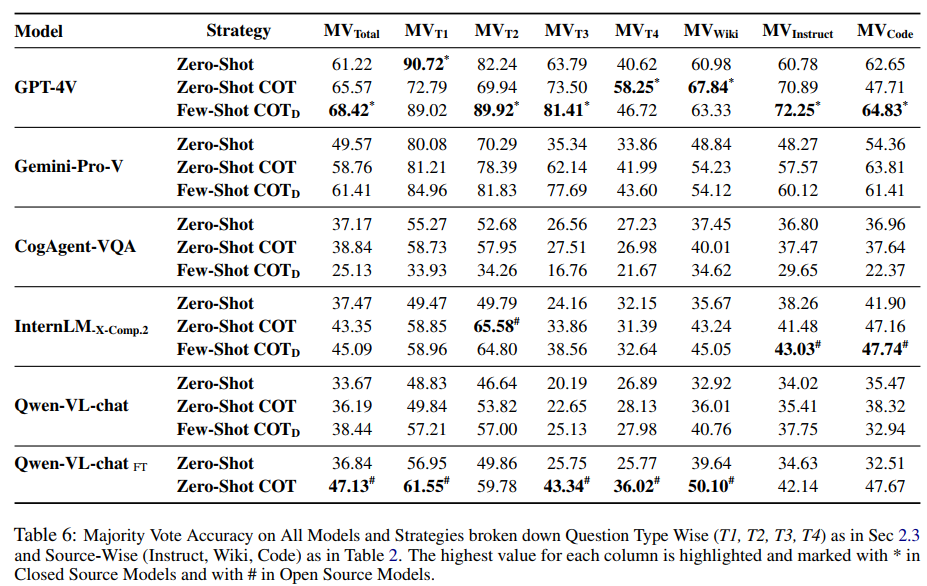 Model Strategy MV_Total MV_T1 MV_T2 MV_T3 MV_T4 MV_Wiki MV_Instruct MV_Code
Zero-Shot 61.22 90.72* 82.24 63.79 40.62 60.98 60.78 62.65
GPT-4V Zero-Shot COT 65.57 72.79 69.94 73.50 58.25* 67.84* 70.89 47.71
Few-Shot COT_D 68.42* 89.02 89.92* 81.41* 46.72 63.33 72.25* 64.83*
Zero-Shot 49.57 80.08 70.29 35.34 33.86 48.84 48.27 54.36
Gemini-Pro-V Zero-Shot COT 58.76 81.21 78.39 62.14 41.99 54.23 57.57 63.81
Few-Shot COT_D 61.41 84.96 81.83 77.69 43.60 54.12 60.12 61.41
Zero-Shot 37.17 55.27 52.68 26.56 27.23 37.45 36.80 36.96
CogAgent-VQA Zero-Shot COT 38.84 58.73 57.95 27.51 26.98 40.01 37.47 37.64
Few-Shot COT_D 25.13 33.93 34.26 16.76 21.67 34.62 29.65 22.37
Zero-Shot 37.47 49.47 49.79 24.16 32.15 35.67 38.26 41.90
InternLM-X-Comp.2 Zero-Shot COT 43.35 58.85 65.58# 33.86 31.39 43.24 41.48 47.16
Few-Shot COT_D 45.09 58.96 64.80 38.56 32.64 45.05 43.03# 47.74#
Zero-Shot 33.67 48.83 46.64 20.19 26.89 32.92 34.02 35.47
Qwen-VL-chat Zero-Shot COT 36.19 49.84 53.82 22.65 28.13 36.01 35.41 38.32
Few-Shot COT_D 38.44 57.21 57.00 25.13 27.98 40.76 37.75 32.94
Qwen-VL-chat FT Zero-Shot 36.84 56.95 49.86 25.75 25.77 39.64 34.63 32.51
Zero-Shot COT 47.13# 61.55# 59.78 43.34# 36.02# 50.10# 42.14 47.67
Table 6: Majority Vote Accuracy on All Models and Strategies broken down Question Type Wise (T1, T2, T3, T4) as in Sec 2.3
and Source-Wise (Instruct, Wiki, Code) as in Table 2. The highest value for each column is highlighted and marked with * in
Closed Source Models and with # in Open Source Models.